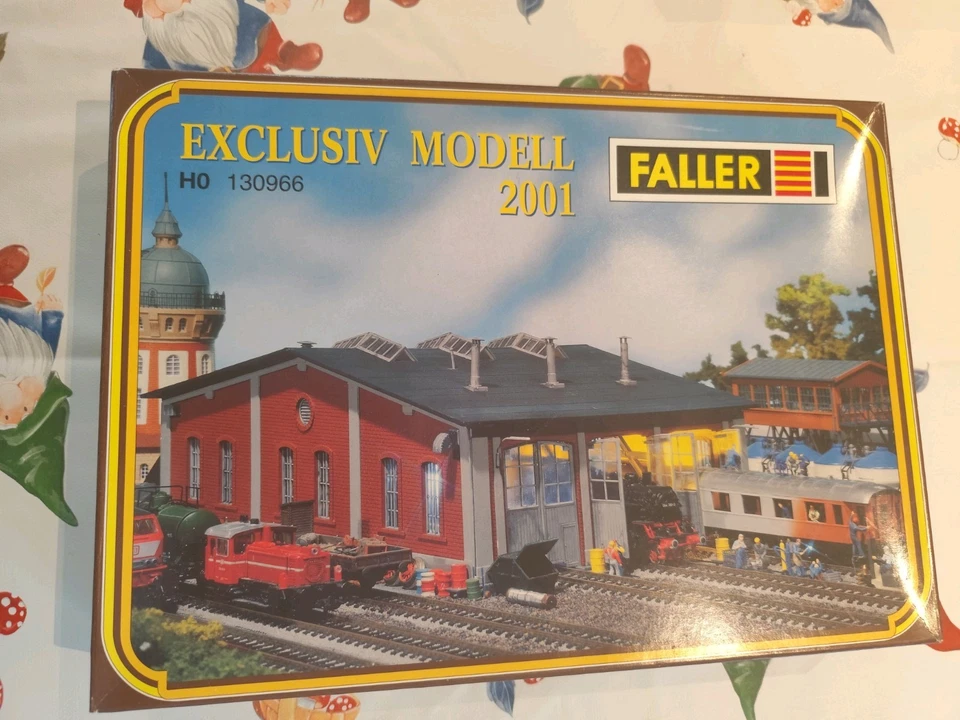 EXCLUSIV MODELL
2001
H0 130966
FALLER